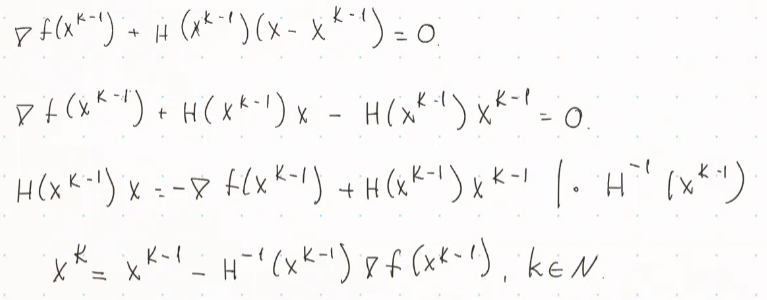 ∇f(x^{k-1}) + H(x^{k-1})(x - x^{k-1}) = 0.
∇f(x^{k-1}) + H(x^{k-1})x - H(x^{k-1})x^{k-1} = 0.
H(x^{k-1})x = -∇f(x^{k-1}) + H(x^{k-1})x^{k-1} | · H^{-1}(x^{k-1})
x^k = x^{k-1} - H^{-1}(x^{k-1})∇f(x^{k-1}), k∈N.